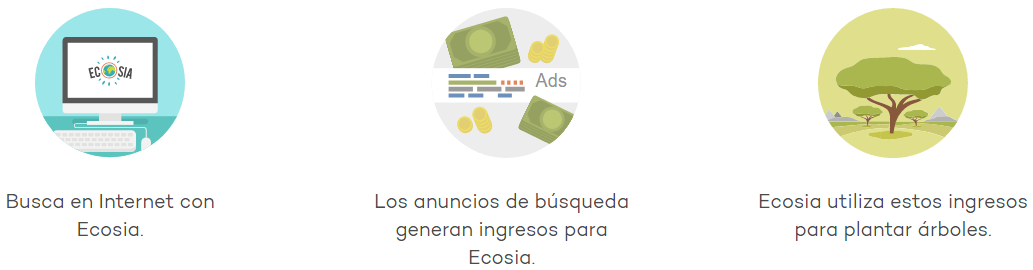 ECOSIA
Ads
Busca en Internet con
Ecosia.
Los anuncios de búsqueda
generan ingresos para
Ecosia.
Ecosia utiliza estos ingresos
para plantar árboles.